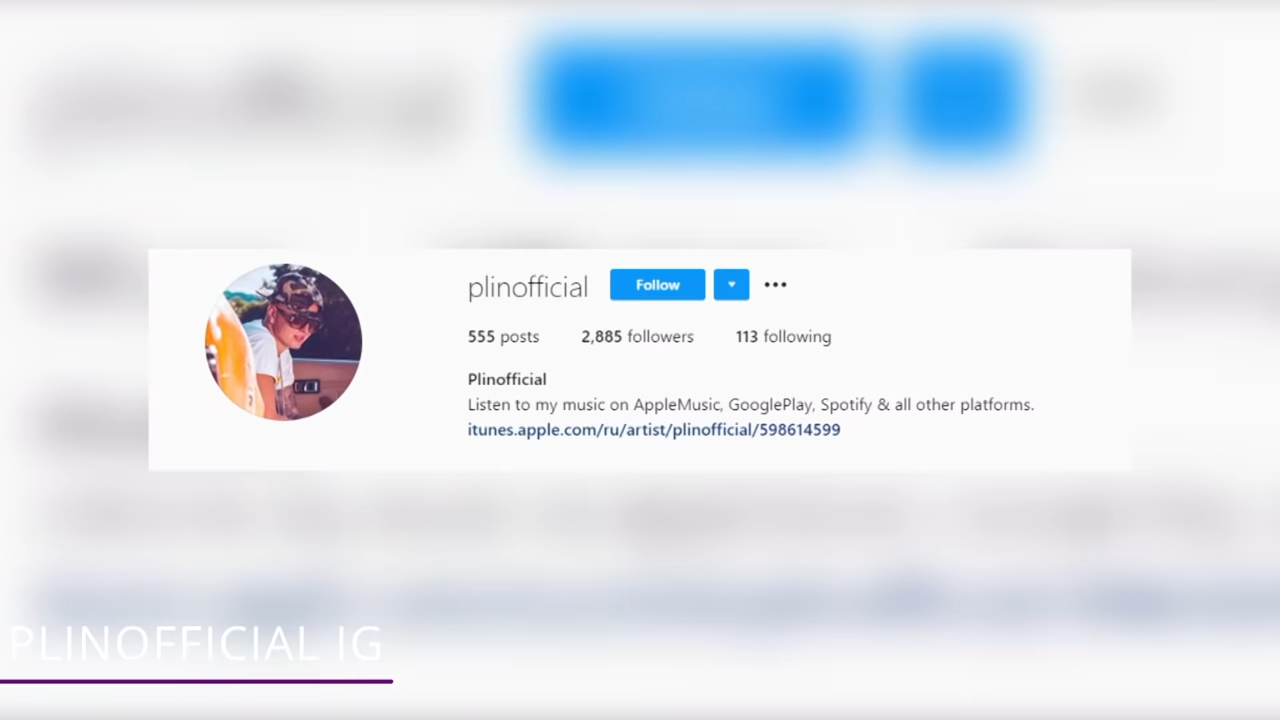 plinofficial Follow
555 posts 2,885 followers 113 following
Plinofficial
Listen to my music on AppleMusic, GooglePlay, Spotify & all other platforms.
itunes.apple.com/ru/artist/plinofficial/598614599
PLINOFFICIAL IG